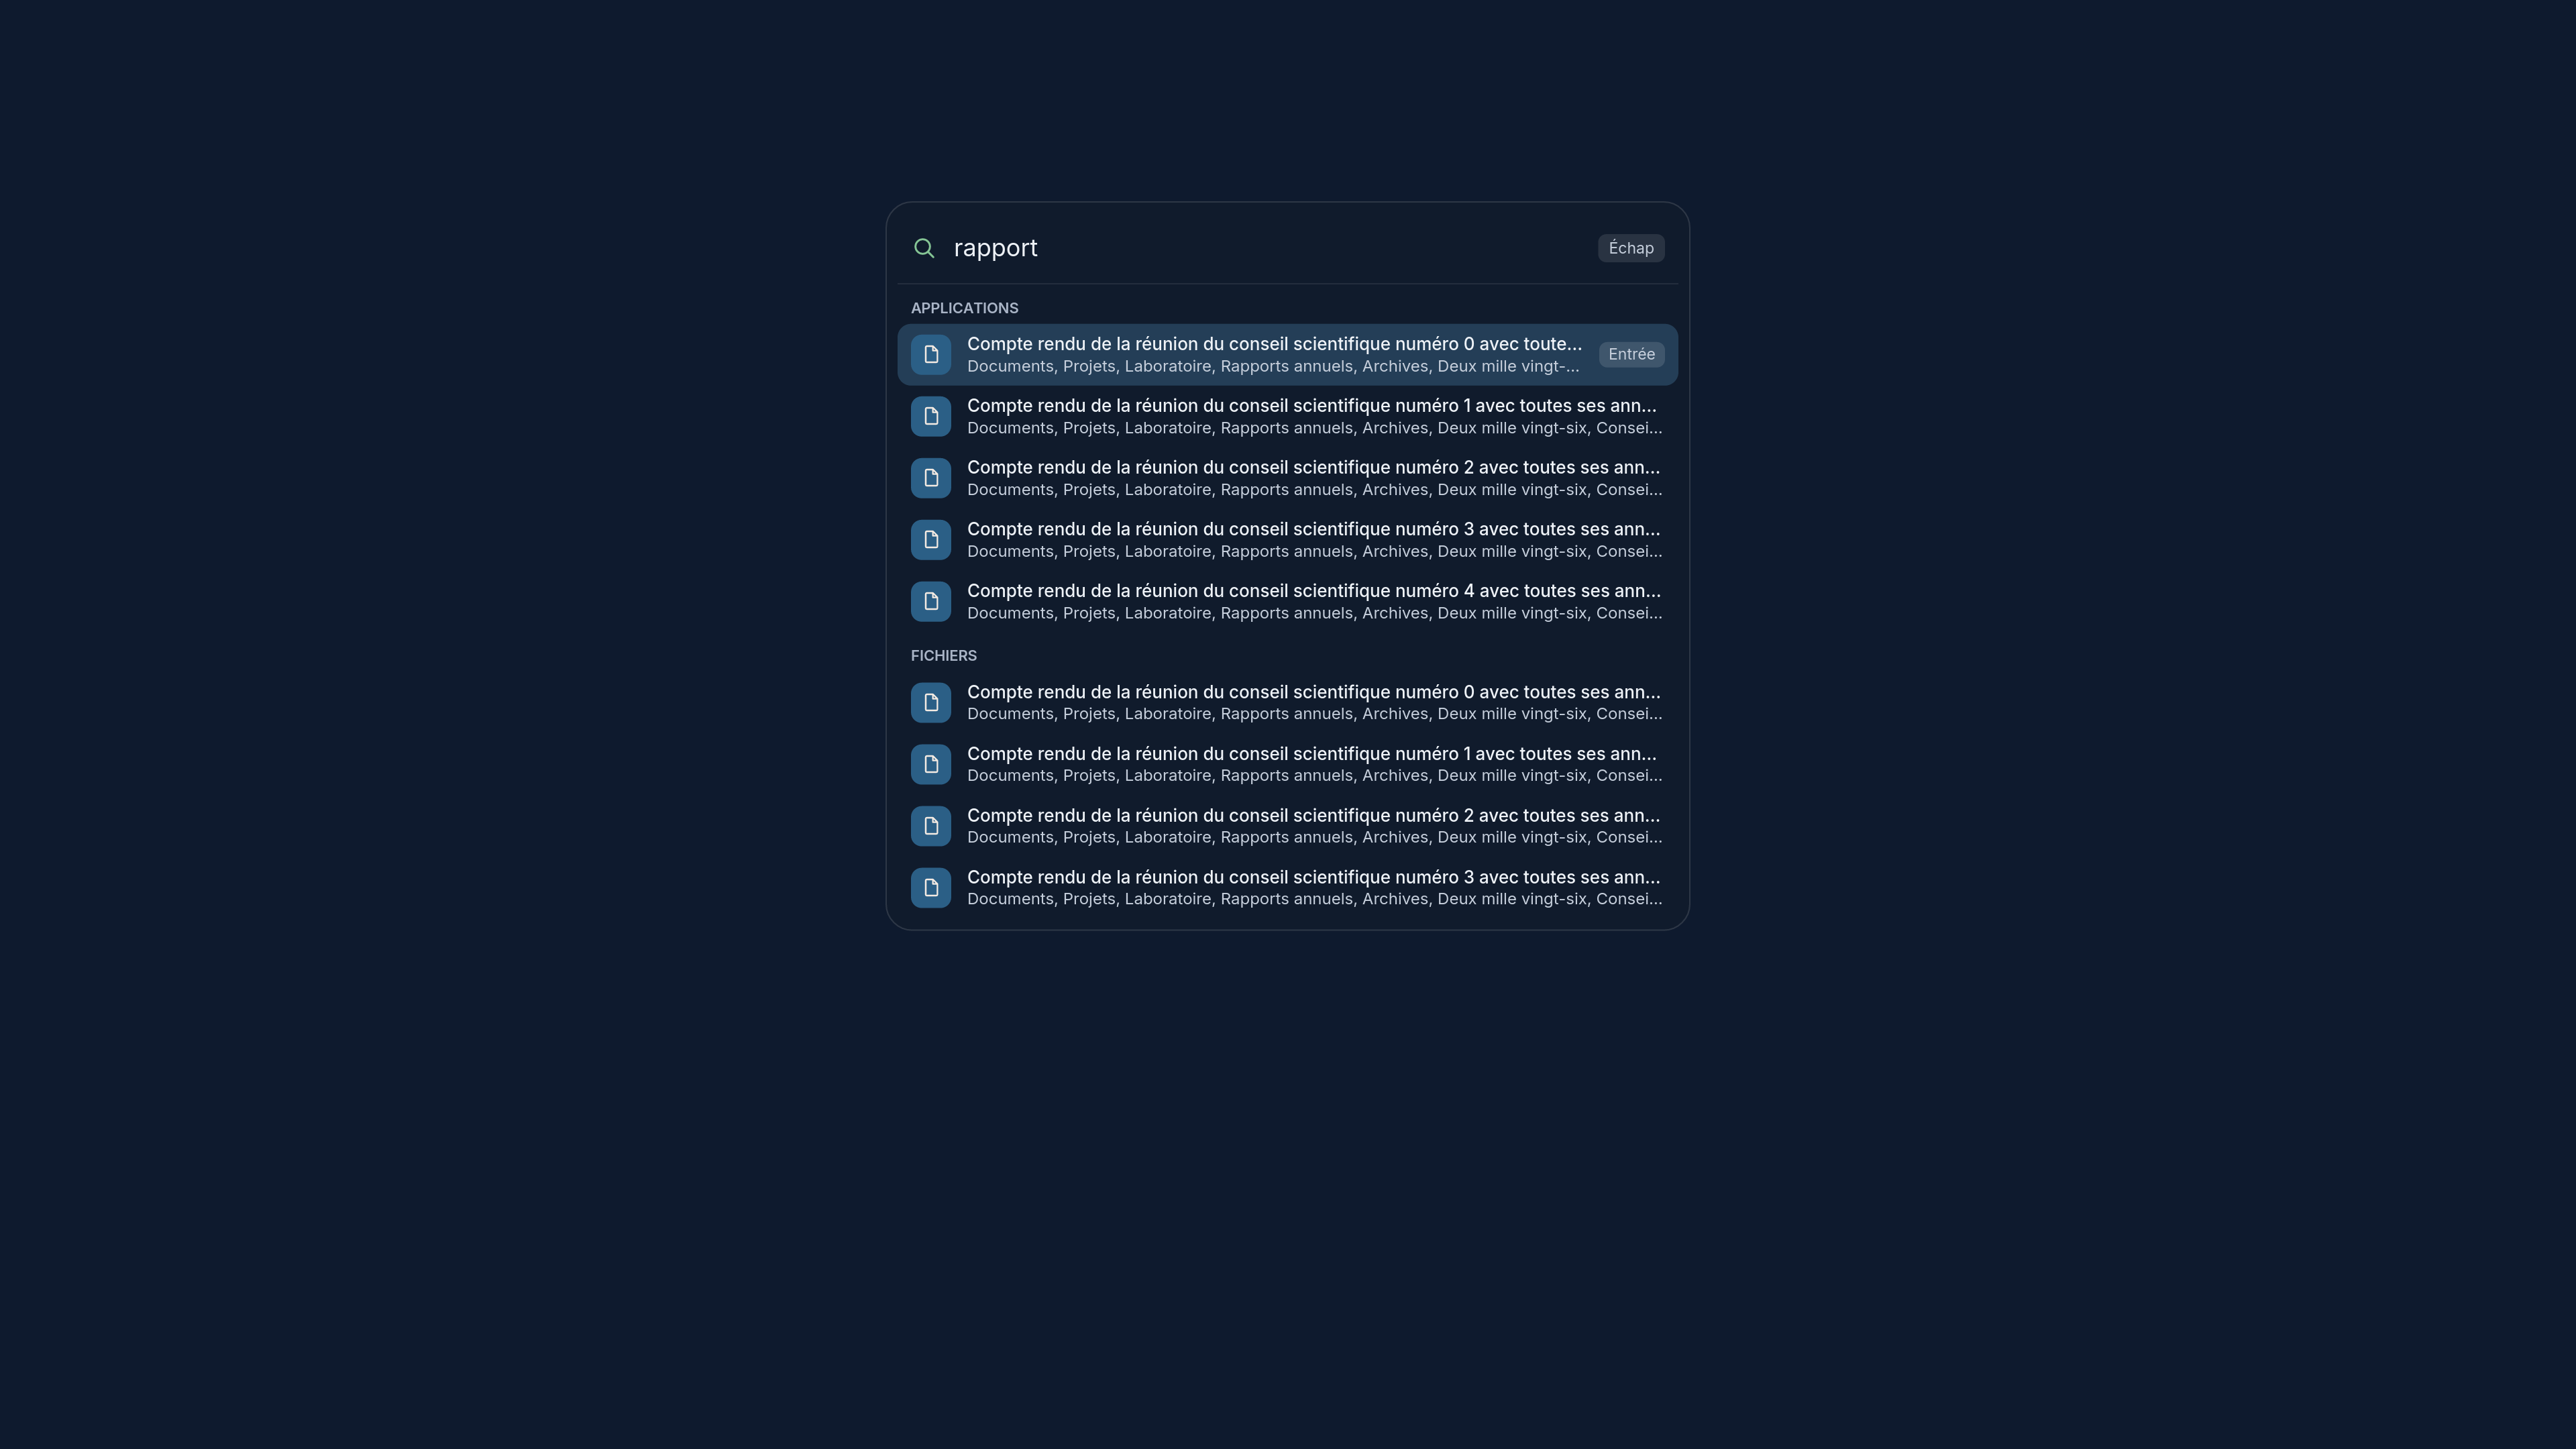 rapport
Échap
APPLICATIONS
Compte rendu de la réunion du conseil scientifique numéro 0 avec toute...
Entrée
Documents, Projets, Laboratoire, Rapports annuels, Archives, Deux mille vingt-...
Compte rendu de la réunion du conseil scientifique numéro 1 avec toutes ses ann...
Documents, Projets, Laboratoire, Rapports annuels, Archives, Deux mille vingt-six, Consei...
Compte rendu de la réunion du conseil scientifique numéro 2 avec toutes ses ann...
Documents, Projets, Laboratoire, Rapports annuels, Archives, Deux mille vingt-six, Consei...
Compte rendu de la réunion du conseil scientifique numéro 3 avec toutes ses ann...
Documents, Projets, Laboratoire, Rapports annuels, Archives, Deux mille vingt-six, Consei...
Compte rendu de la réunion du conseil scientifique numéro 4 avec toutes ses ann...
Documents, Projets, Laboratoire, Rapports annuels, Archives, Deux mille vingt-six, Consei...
FICHIERS
Compte rendu de la réunion du conseil scientifique numéro 0 avec toutes ses ann...
Documents, Projets, Laboratoire, Rapports annuels, Archives, Deux mille vingt-six, Consei...
Compte rendu de la réunion du conseil scientifique numéro 1 avec toutes ses ann...
Documents, Projets, Laboratoire, Rapports annuels, Archives, Deux mille vingt-six, Consei...
Compte rendu de la réunion du conseil scientifique numéro 2 avec toutes ses ann...
Documents, Projets, Laboratoire, Rapports annuels, Archives, Deux mille vingt-six, Consei...
Compte rendu de la réunion du conseil scientifique numéro 3 avec toutes ses ann...
Documents, Projets, Laboratoire, Rapports annuels, Archives, Deux mille vingt-six, Consei...